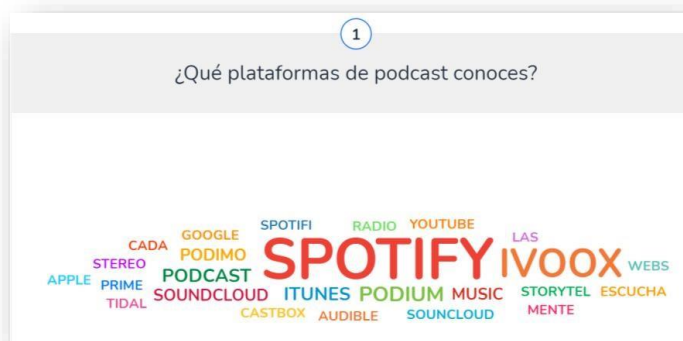 1
¿Qué plataformas de podcast conoces?
SPOTIFI RADIO YOUTUBE
CADA GOOGLE LAS
STEREO PODIMO SPOTIFY IVOOX WEBS
APPLE PRIME PODCAST
TIDAL SOUNDCLOUD ITUNES PODIUM MUSIC STORYTEL ESCUCHA
CASTBOX AUDIBLE SOUNCLOUD MENTE